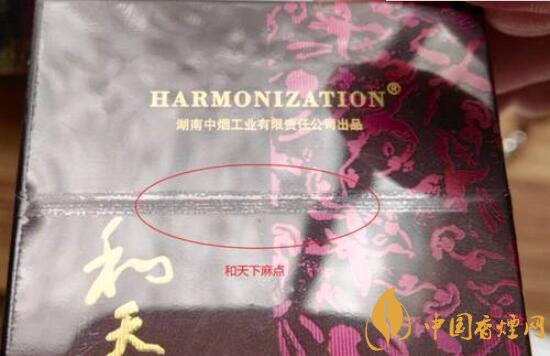 HARMONIZATION®
湖南中烟工业有限责任公司出品
和天下麻点
和
天
中国香烟网